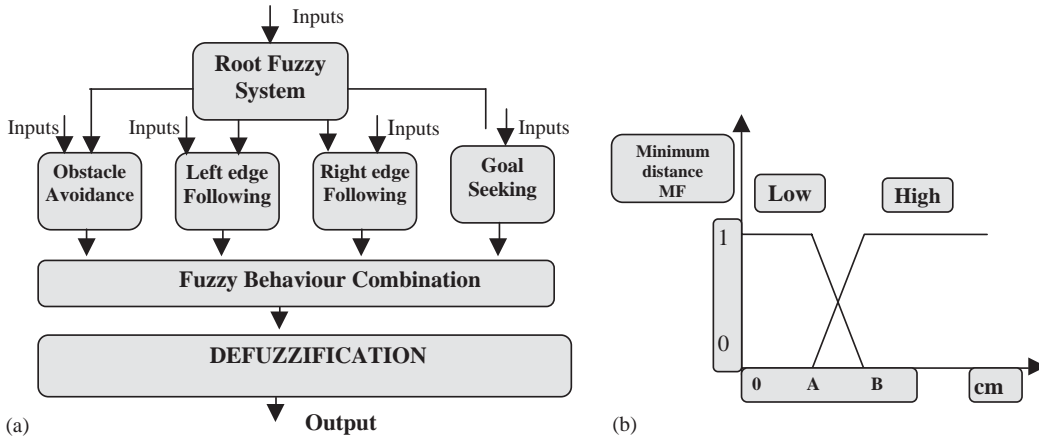 Inputs
Root Fuzzy
System
Inputs
Inputs
Inputs
Inputs
Obstacle
Avoidance
Left edge
Following
Right edge
Following
Goal
Seeking
Fuzzy Behaviour Combination
DEFUZZIFICATION
Output
(a)
Minimum
distance
MF
Low
High
1
0
0 A B cm
(b)